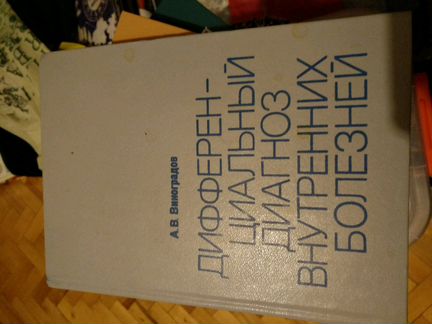 А.В. Виноградов
ДИФФЕРЕН-
ЦИАЛЬНЫЙ
ДИАГНОЗ
ВНУТРЕННИХ
БОЛЕЗНЕЙ